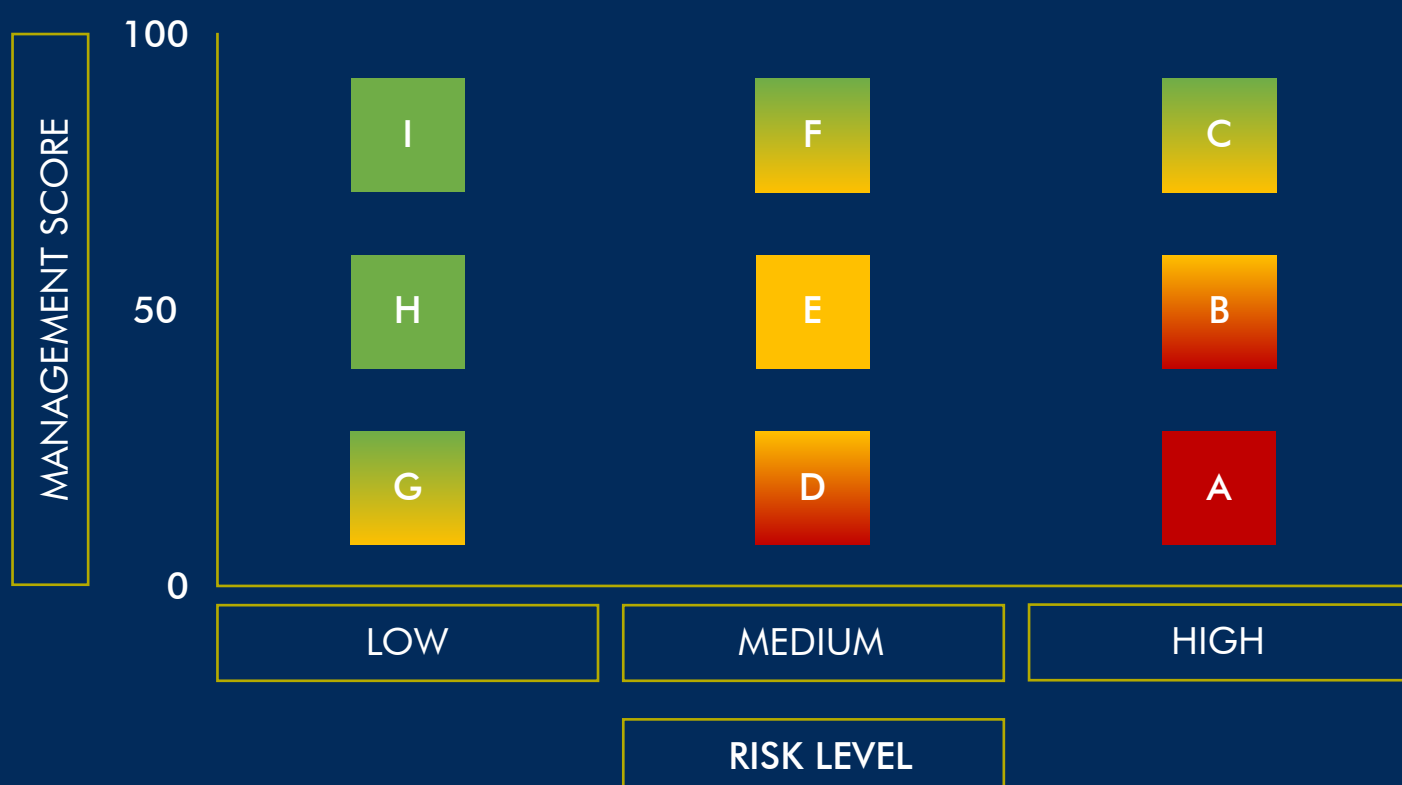 100
MANAGEMENT SCORE
I
F
C
50
H
E
B
G
D
A
0
LOW
MEDIUM
HIGH
RISK LEVEL